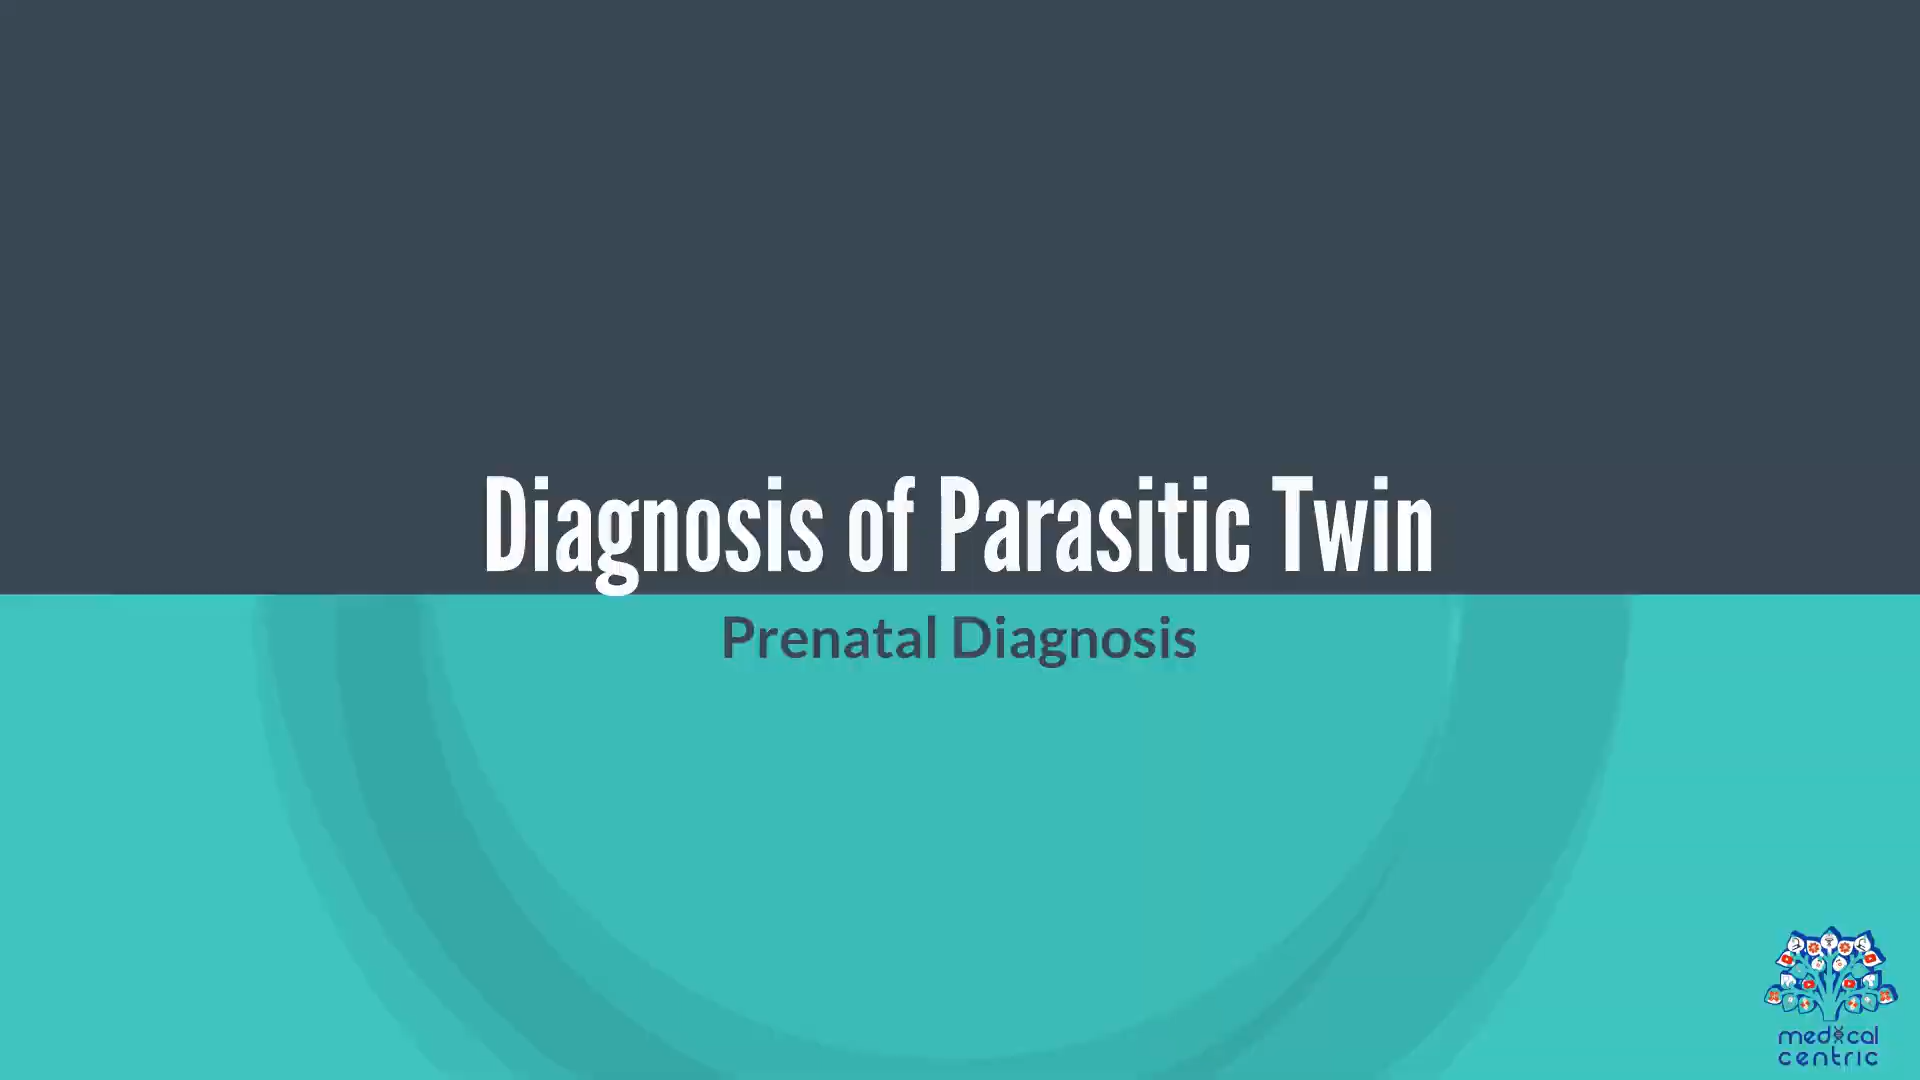 Diagnosis of Parasitic Twin
Prenatal Diagnosis
medical
centric